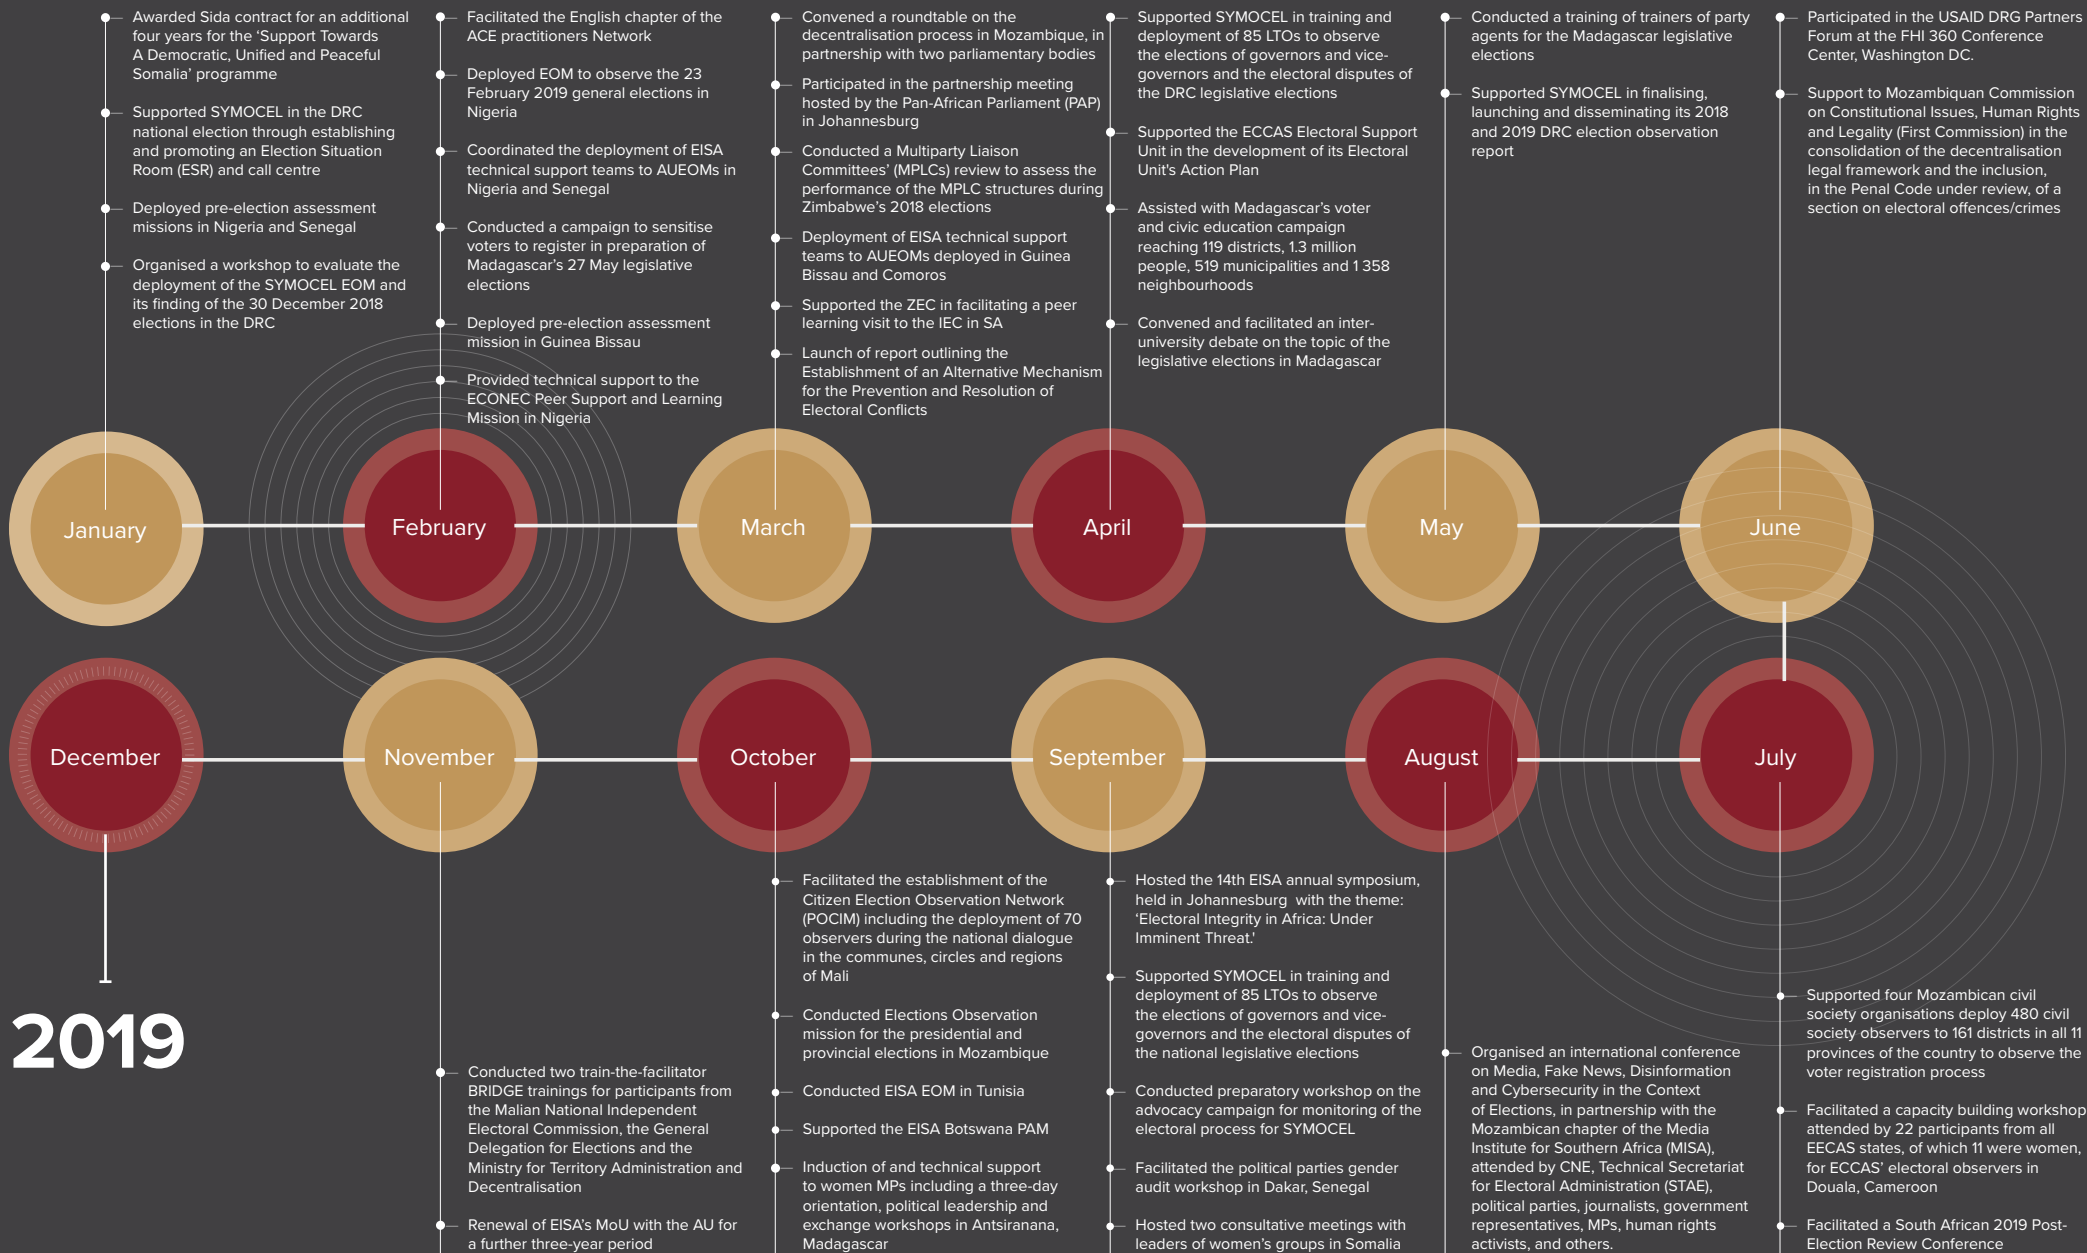 Awarded Sida contract for an additional
four years for the ‘Support Towards
A Democratic, Unified and Peaceful
Somalia’ programme
Supported SYMOCEL in the DRC
national election through establishing
and promoting an Election Situation
Room (ESR) and call centre
Deployed pre-election assessment
missions in Nigeria and Senegal
Organised a workshop to evaluate the
deployment of the SYMOCEL EOM and
its finding of the 30 December 2018
elections in the DRC
Facilitated the English chapter of the
ACE practitioners Network
Deployed EOM to observe the 23
February 2019 general elections in
Nigeria
Coordinated the deployment of EISA
technical support teams to AUEOMs in
Nigeria and Senegal
Conducted a campaign to sensitise
voters to register in preparation of
Madagascar’s 27 May legislative
elections
Deployed pre-election assessment
mission in Guinea Bissau
Provided technical support to the
ECONEC Peer Support and Learning
Mission in Nigeria
Convened a roundtable on the
decentralisation process in Mozambique, in
partnership with two parliamentary bodies
Participated in the partnership meeting
hosted by the Pan-African Parliament (PAP)
in Johannesburg
Conducted a Multiparty Liaison
Committees’ (MPLCs) review to assess the
performance of the MPLC structures during
Zimbabwe’s 2018 elections
Deployment of EISA technical support
teams to AUEOMs deployed in Guinea
Bissau and Comoros
Supported the ZEC in facilitating a peer
learning visit to the IEC in SA
Launch of report outlining the
Establishment of an Alternative Mechanism
for the Prevention and Resolution of
Electoral Conflicts
Supported SYMOCEL in training and
deployment of 85 LTOs to observe
the elections of governors and vice-
governors and the electoral disputes of
the DRC legislative elections
Supported the ECCAS Electoral Support
Unit in the development of its Electoral
Unit's Action Plan
Assisted with Madagascar’s voter
and civic education campaign
reaching 119 districts, 1.3 million
people, 519 municipalities and 1 358
neighbourhoods
Convened and facilitated an inter-
university debate on the topic of the
legislative elections in Madagascar
Conducted a training of trainers of party
agents for the Madagascar legislative
elections
Supported SYMOCEL in finalising,
launching and disseminating its 2018
and 2019 DRC election observation
report
Participated in the USAID DRG Partners
Forum at the FHI 360 Conference
Center, Washington DC.
Support to Mozambiquan Commission
on Constitutional Issues, Human Rights
and Legality (First Commission) in the
consolidation of the decentralisation
legal framework and the inclusion,
in the Penal Code under review, of a
section on electoral offences/crimes
January
February
March
April
May
June
December
November
October
September
August
July
2019
Conducted two train-the-facilitator
BRIDGE trainings for participants from
the Malian National Independent
Electoral Commission, the General
Delegation for Elections and the
Ministry for Territory Administration and
Decentralisation
Renewal of EISA’s MoU with the AU for
a further three-year period
Facilitated the establishment of the
Citizen Election Observation Network
(POCIM) including the deployment of 70
observers during the national dialogue
in the communes, circles and regions
of Mali
Conducted Elections Observation
mission for the presidential and
provincial elections in Mozambique
Conducted EISA EOM in Tunisia
Supported the EISA Botswana PAM
Induction of and technical support
to women MPs including a three-day
orientation, political leadership and
exchange workshops in Antsiranana,
Madagascar
Hosted the 14th EISA annual symposium,
held in Johannesburg with the theme:
‘Electoral Integrity in Africa: Under
Imminent Threat.'
Supported SYMOCEL in training and
deployment of 85 LTOs to observe
the elections of governors and vice-
governors and the electoral disputes of
the national legislative elections
Conducted preparatory workshop on the
advocacy campaign for monitoring of the
electoral process for SYMOCEL
Facilitated the political parties gender
audit workshop in Dakar, Senegal
Hosted two consultative meetings with
leaders of women’s groups in Somalia
Organised an international conference
on Media, Fake News, Disinformation
and Cybersecurity in the Context
of Elections, in partnership with the
Mozambican chapter of the Media
Institute for Southern Africa (MISA),
attended by CNE, Technical Secretariat
for Electoral Administration (STAE),
political parties, journalists, government
representatives, MPs, human rights
activists, and others.
Supported four Mozambican civil
society organisations deploy 480 civil
society observers to 161 districts in all 11
provinces of the country to observe the
voter registration process
Facilitated a capacity building workshop
attended by 22 participants from all
EECAS states, of which 11 were women,
for ECCAS’ electoral observers in
Douala, Cameroon
Facilitated a South African 2019 Post-
Election Review Conference